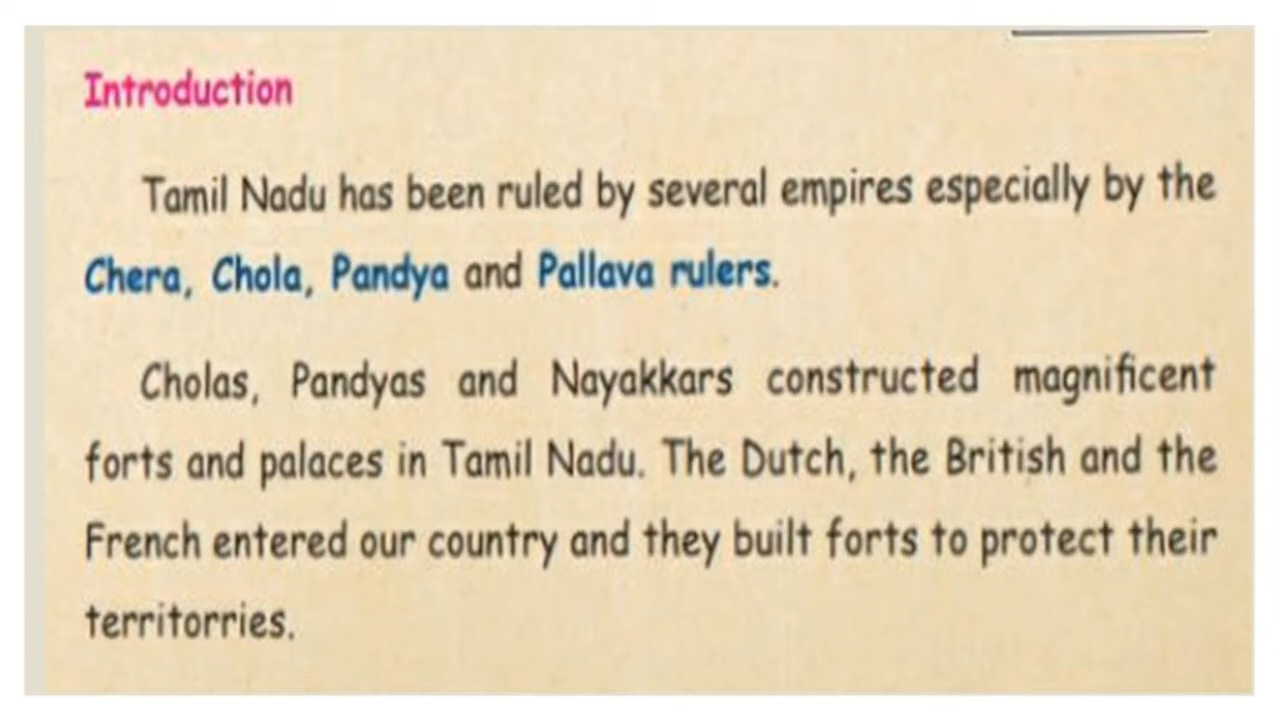 Introduction
Tamil Nadu has been ruled by several empires especially by the
Chera, Chola, Pandya and Pallava rulers.
Cholas, Pandyas and Nayakkars constructed magnificent
forts and palaces in Tamil Nadu. The Dutch, the British and the
French entered our country and they built forts to protect their
territorries.